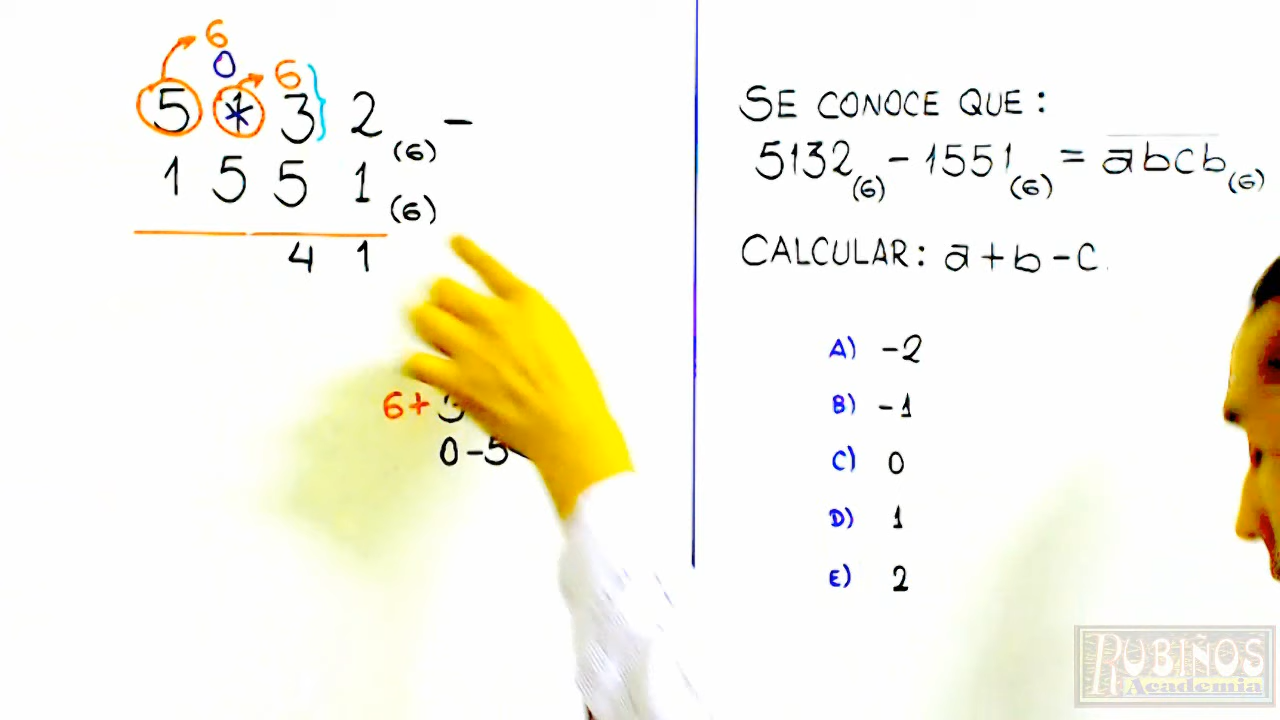 6
0 6
5 1 3 2 (6) -
1 5 5 1 (6)
4 1
6+
0-5
SE CONOCE QUE:
5132(6) - 1551(6) = abcb(6)
CALCULAR: a+b-c.
A) -2
B) -1
C) 0
D) 1
E) 2
RUBIÑOS
Academia